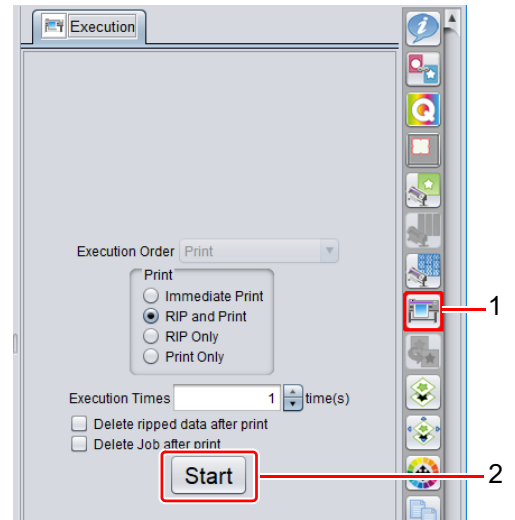 Execution
Execution Order Print
Print
Immediate Print
RIP and Print
RIP Only
Print Only
1
Execution Times 1 time(s)
Delete ripped data after print
Delete Job after print
Start
2